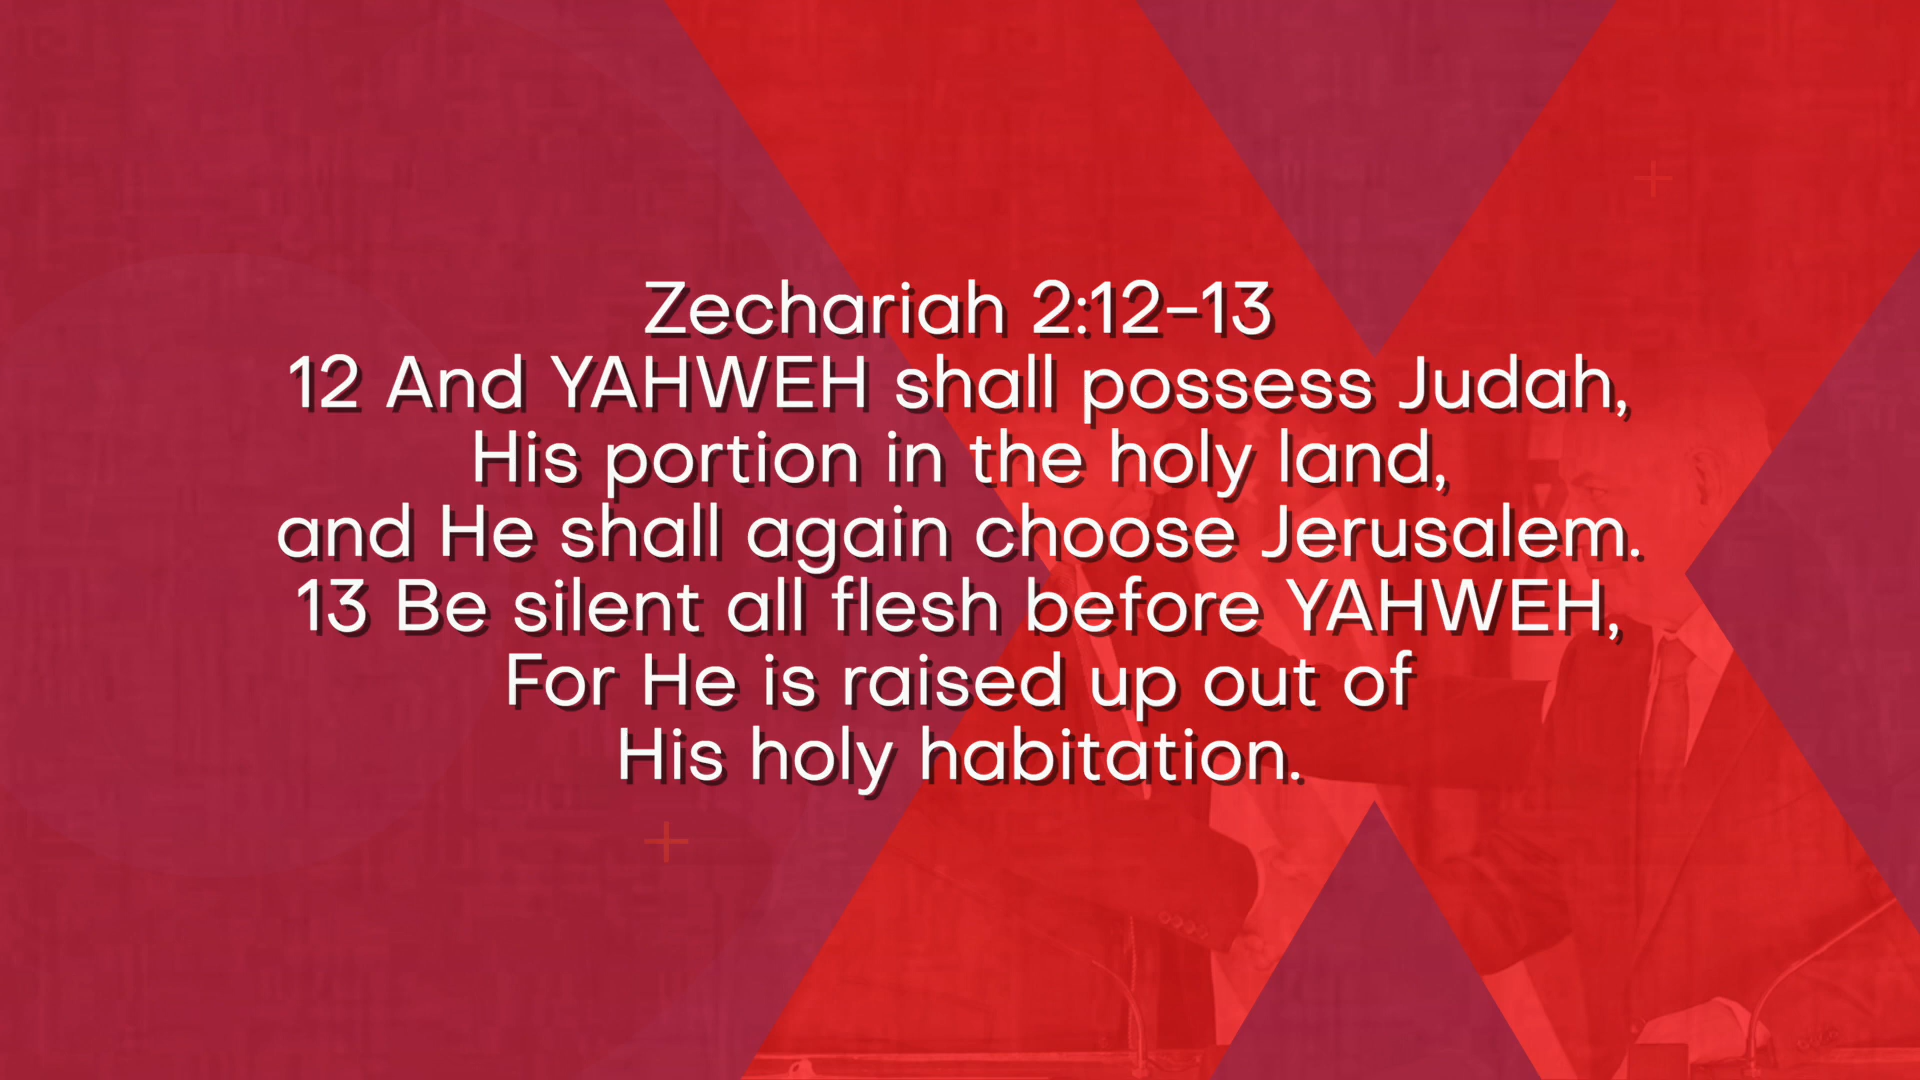 Zechariah 2:12–13
12 And YAHWEH shall possess Judah,
His portion in the holy land,
and He shall again choose Jerusalem.
13 Be silent all flesh before YAHWEH,
For He is raised up out of
His holy habitation.